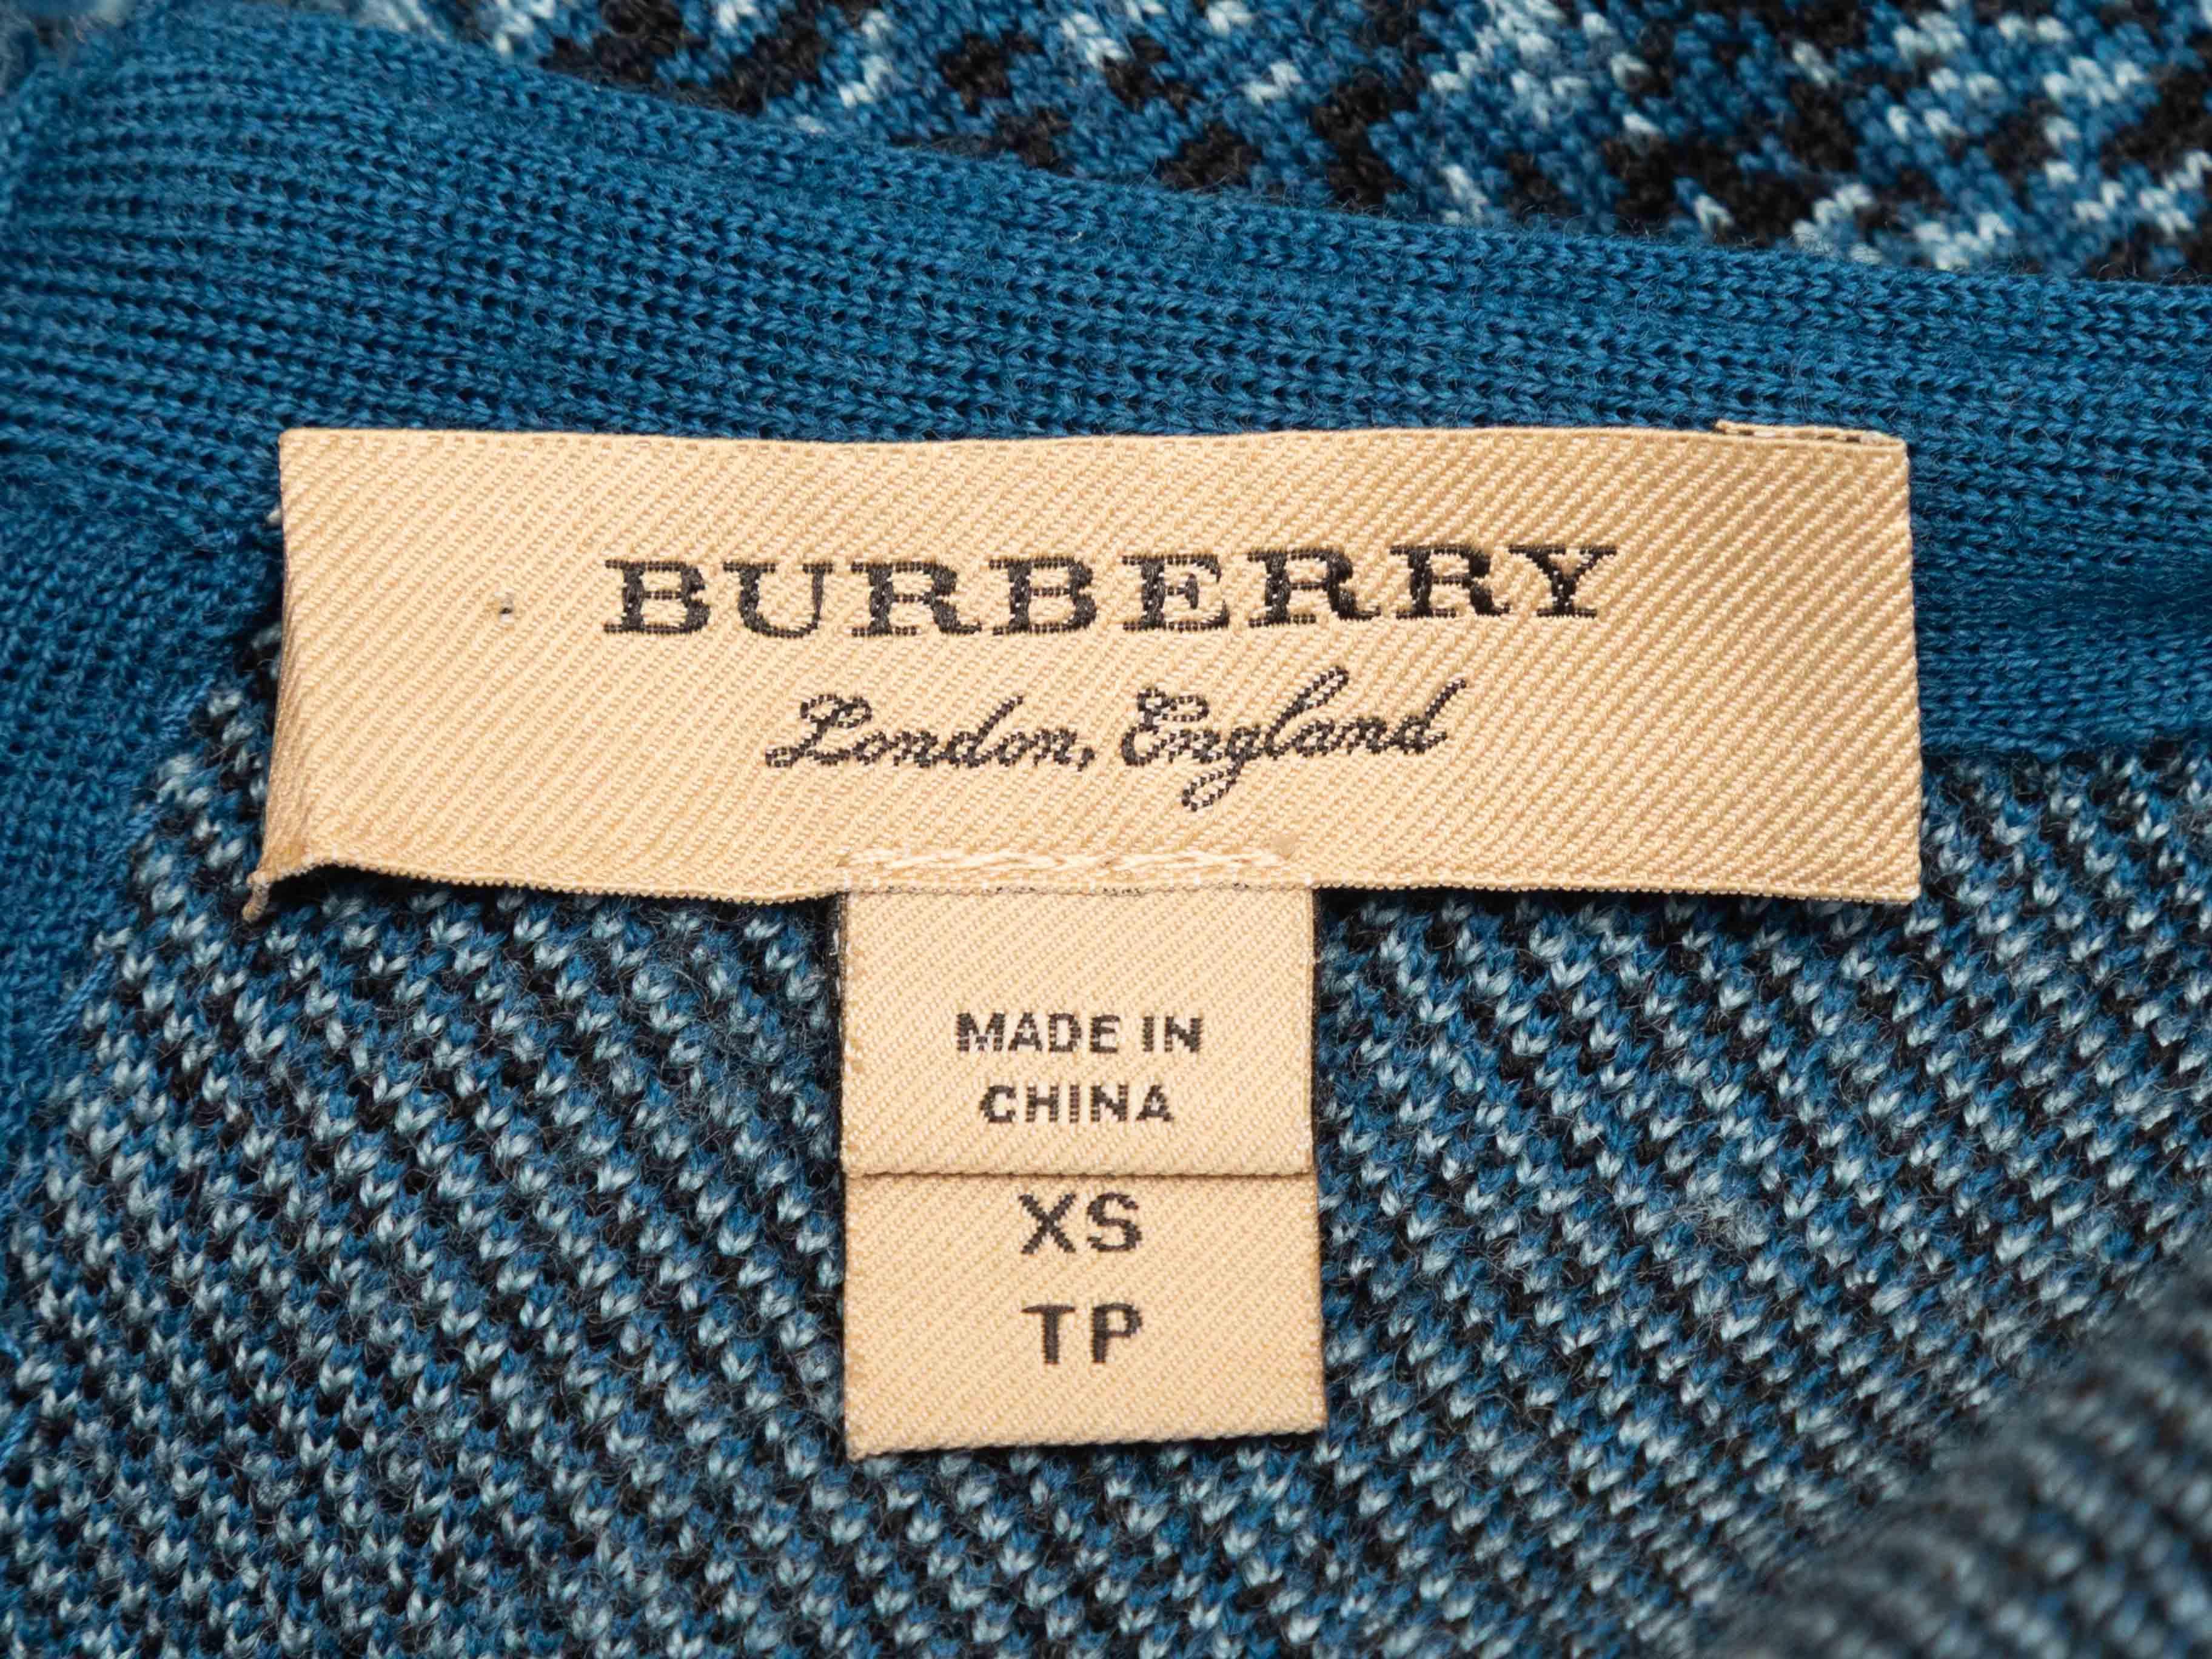 BURBERRY
London, England
MADE IN
CHINA
XS
TP